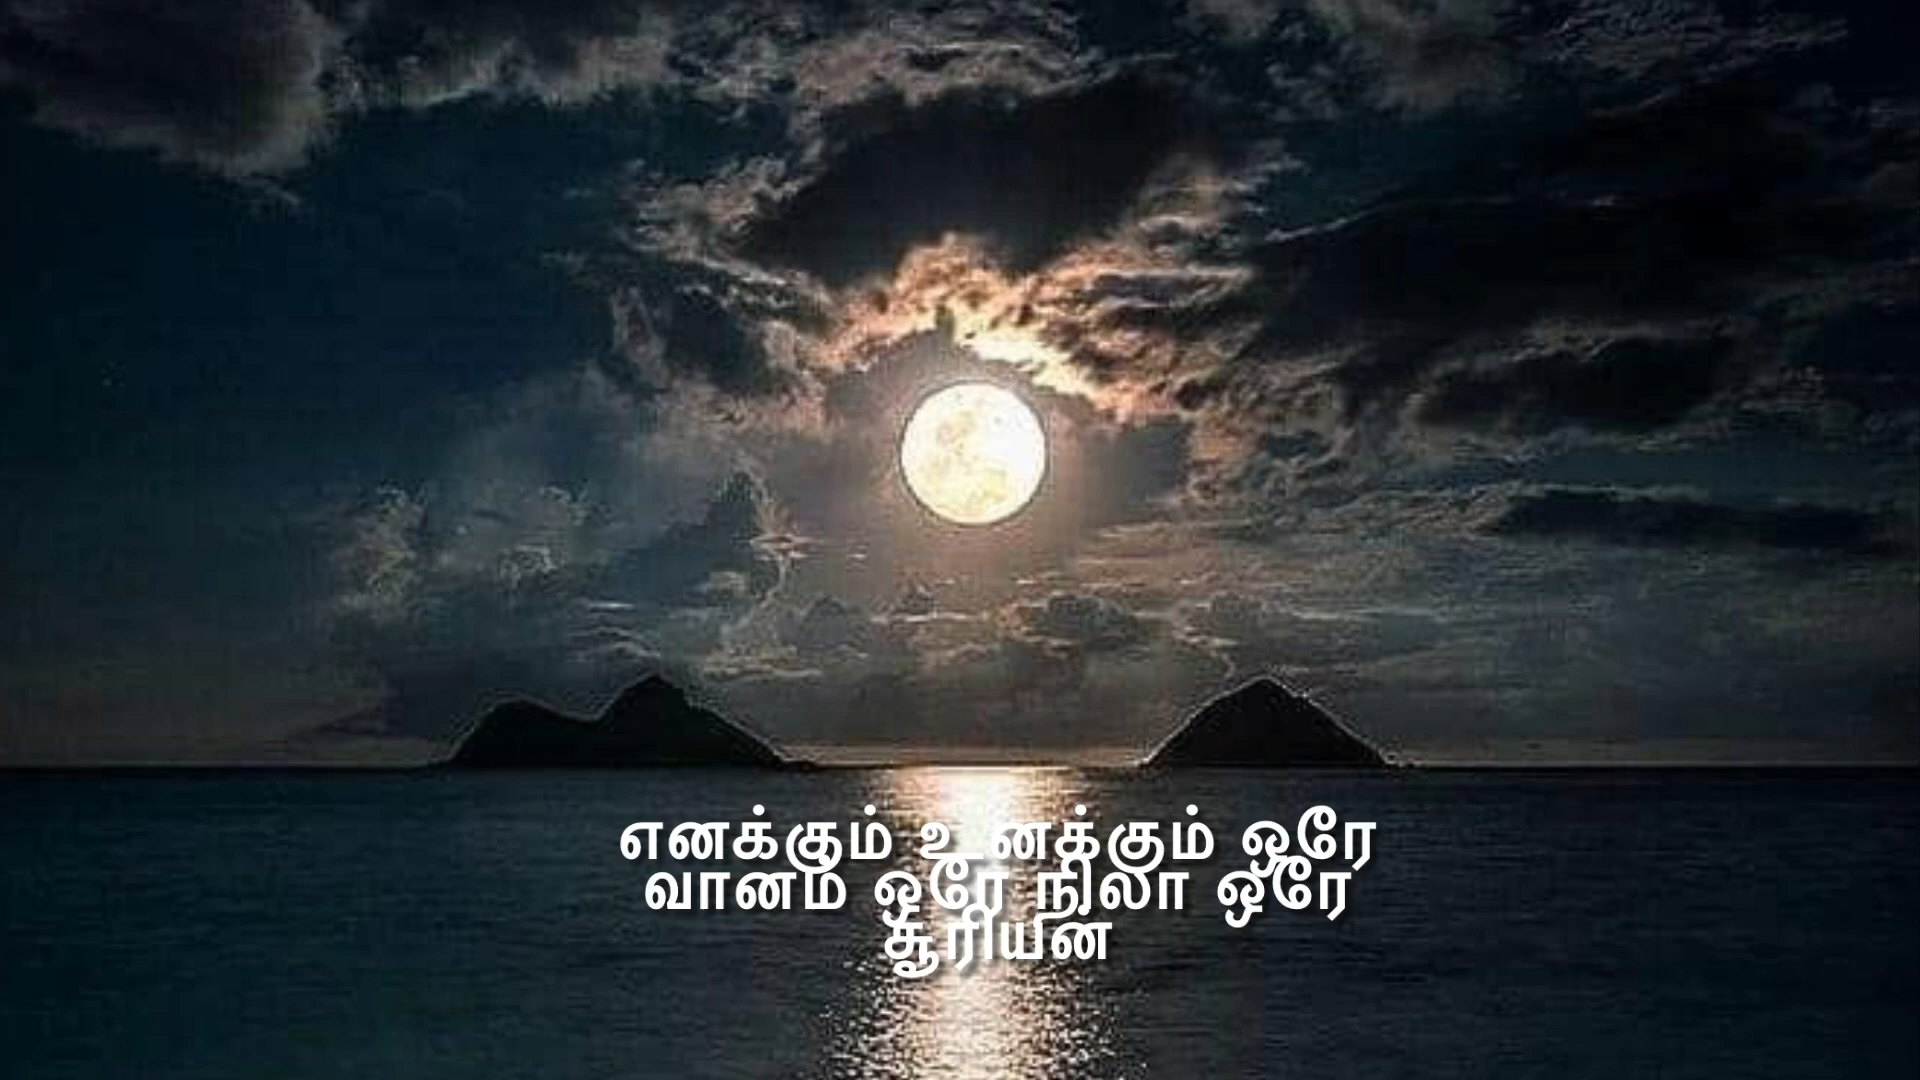 எனக்கும் உனக்கும் ஒரே
வானம் ஒரே நிலா ஒரே
சூரியன்